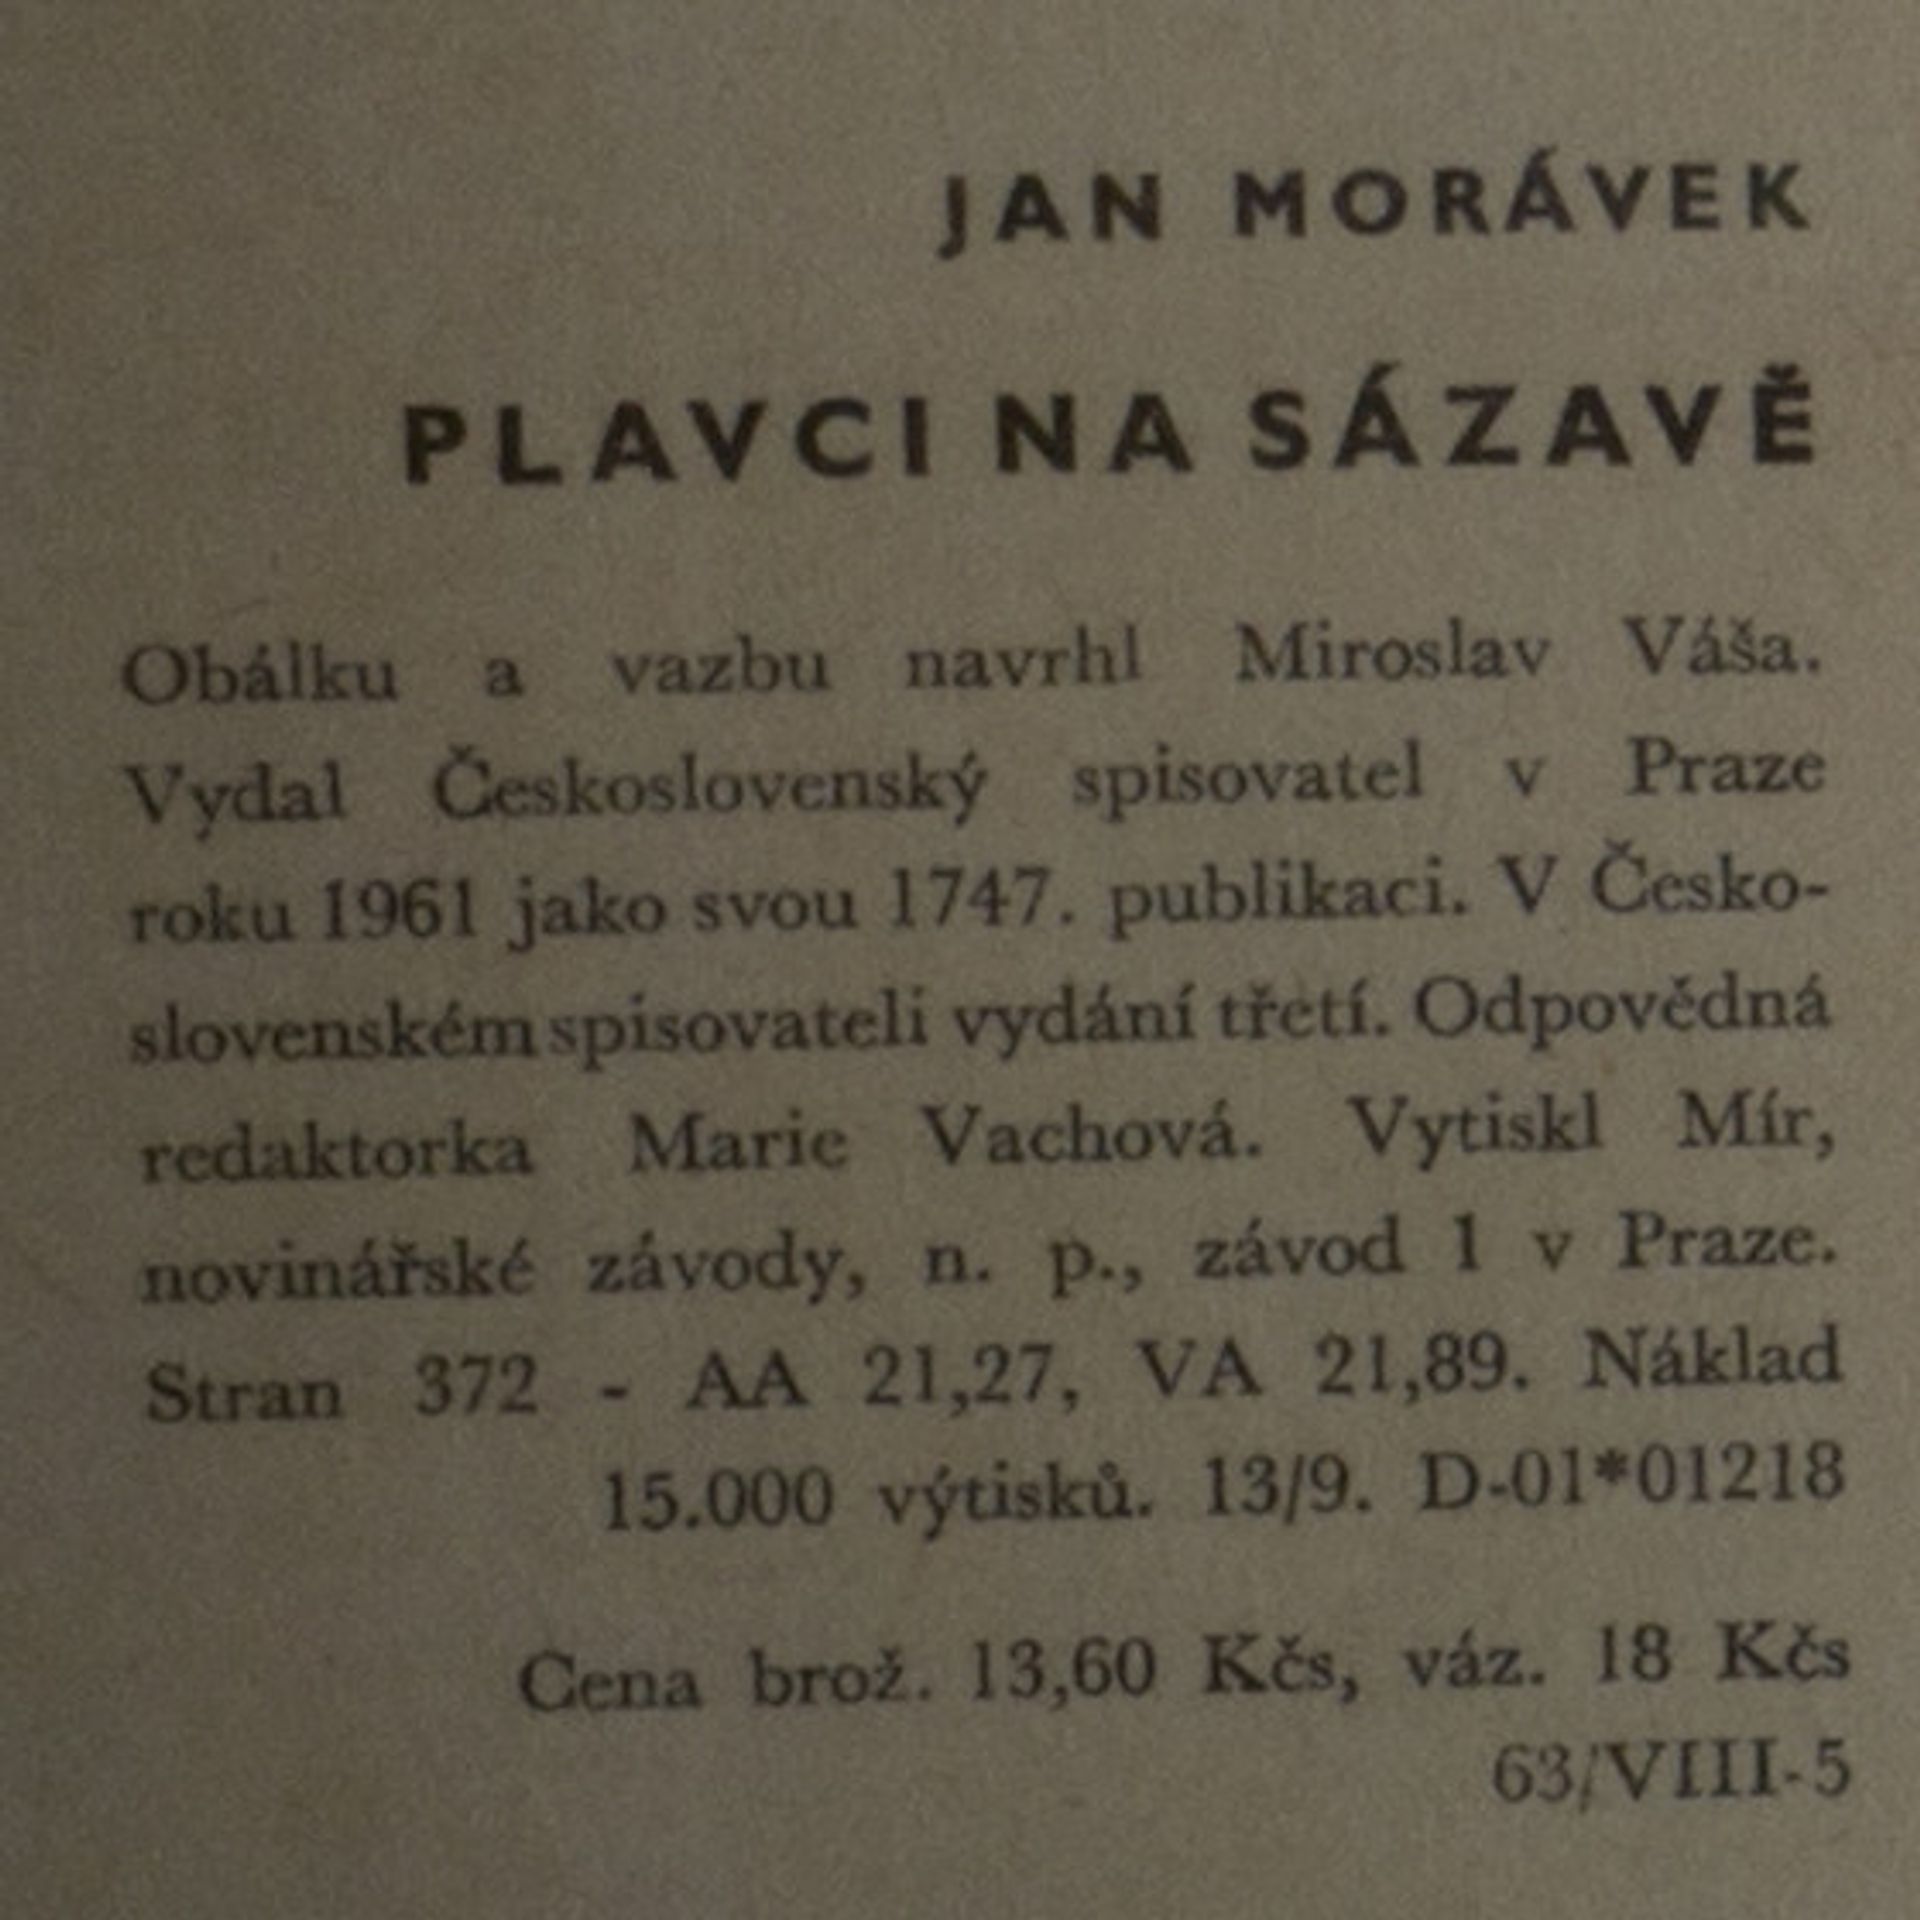 JAN MORÁVEK
PLAVCI NA SÁZAVĚ
Obálku a vazbu navrhl Miroslav Váša.
Vydal Československý spisovatel v Praze
roku 1961 jako svou 1747. publikaci. V Česko-
slovenském spisovateli vydání třetí. Odpovědná
redaktorka Marie Vachová. Vytiskl Mír,
novinářské závody, n. p., závod 1 v Praze.
Stran 372 - AA 21,27, VA 21,89. Náklad
15.000 výtisků. 13/9. D-01*01218
Cena brož. 13,60 Kčs, váz. 18 Kčs
63/VIII-5